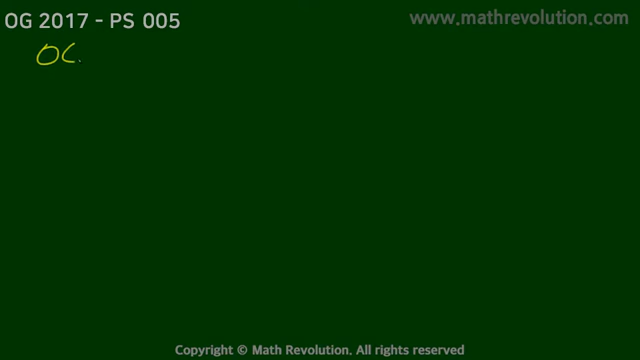 OG 2017 - PS 005 www.mathrevolution.com
OC
Copyright © Math Revolution. All rights reserved